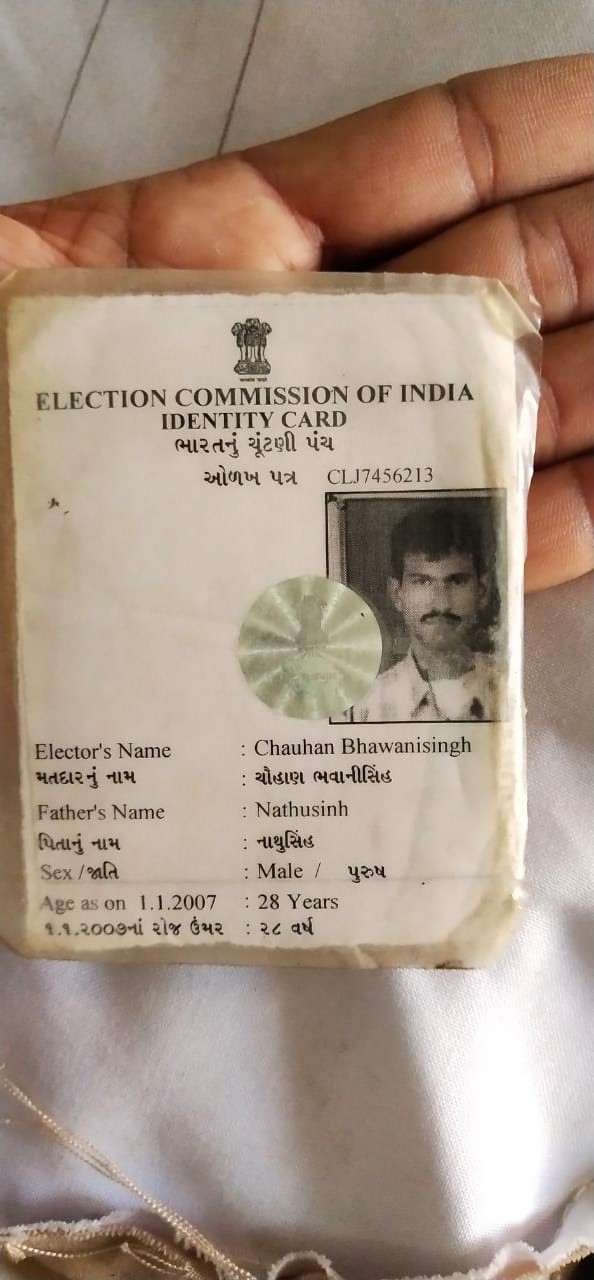 ELECTION COMMISSION OF INDIA
IDENTITY CARD
ભારતનું ચૂંટણી પંચ
ઓળખ પત્ર CLJ7456213
Elector's Name : Chauhan Bhawanisingh
મતદારનું નામ : ચૌહાણ ભવાનીસિંહ
Father's Name : Nathusinh
પિતાનું નામ : નાથુસિંહ
Sex /જાતિ : Male / પુરુષ
Age as on 1.1.2007 : 28 Years
૧.૧.૨૦૦૭નાં રોજ ઉંમર : ૨૮ વર્ષ